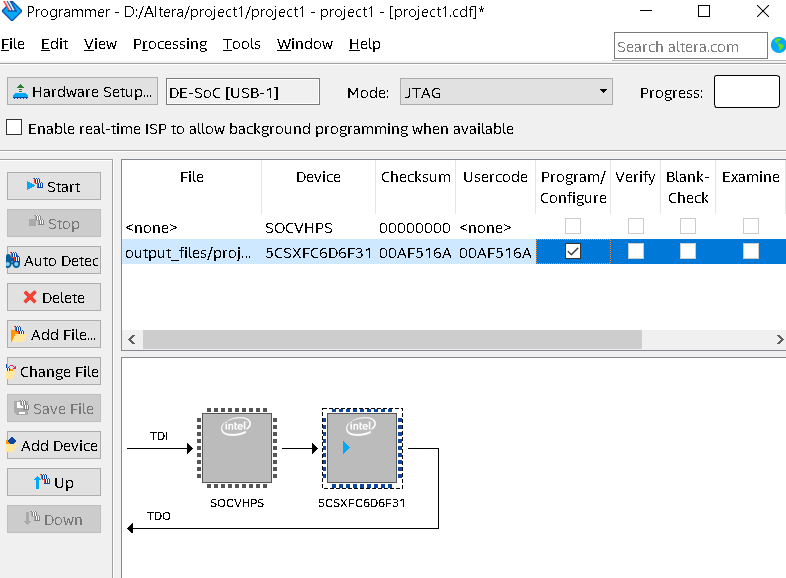 Programmer - D:/Altera/project1/project1 - project1 - [project1.cdf]*
File Edit View Processing Tools Window Help
Search altera.com
Hardware Setup... DE-SoC [USB-1] Mode: JTAG Progress:
Enable real-time ISP to allow background programming when available
Start
Stop
Auto Detec
Delete
Add File...
Change File
Save File
Add Device
Up
Down
File Device Checksum Usercode Program/ Verify Blank- Examine
Configure Check
<none> SOCVHPS 00000000 <none>
output_files/proj... 5CSXFC6D6F31 00AF516A 00AF516A
intel intel
TDI
SOCVHPS 5CSXFC6D6F31
TDO